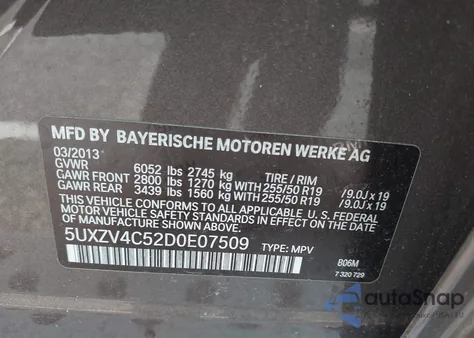 MFD BY BAYERISCHE MOTOREN WERKE AG
03/2013
GVWR 6052 lbs 2745 kg TIRE / RIM
GAWR FRONT 2800 lbs 1270 kg WITH 255/50 R19 /9.0J x 19
GAWR REAR 3439 lbs 1560 kg WITH 255/50 R19 /9.0J x 19
THIS VEHICLE CONFORMS TO ALL APPLICABLE U.S.
FEDERAL MOTOR VEHICLE SAFETY STANDARDS IN EFFECT ON THE
DATE OF MANUFACTURE SHOWN ABOVE.
5UXZV4C52D0E07509 TYPE: MPV
B06M
7 320 729
autoSnap